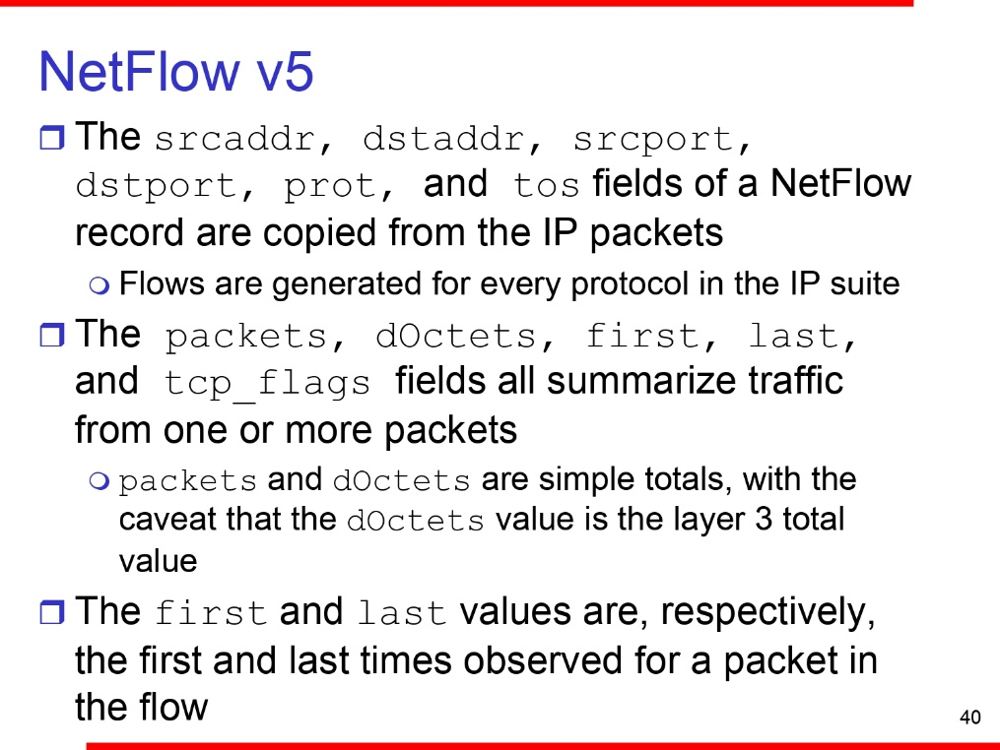 NetFlow v5
The srcaddr, dstaddr, srcport,
dstport, prot, and tos fields of a NetFlow
record are copied from the IP packets
Flows are generated for every protocol in the IP suite
The packets, dOctets, first, last,
and tcp_flags fields all summarize traffic
from one or more packets
packets and dOctets are simple totals, with the
caveat that the dOctets value is the layer 3 total
value
The first and last values are, respectively,
the first and last times observed for a packet in
the flow
40